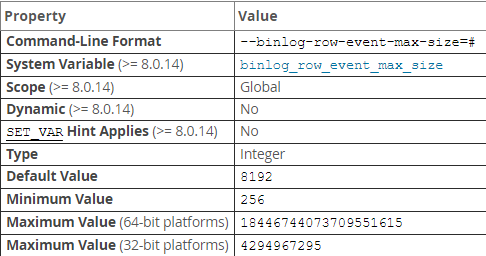 Property Value
Command-Line Format --binlog-row-event-max-size=#
System Variable (>= 8.0.14) binlog_row_event_max_size
Scope (>= 8.0.14) Global
Dynamic (>= 8.0.14) No
SET_VAR Hint Applies (>= 8.0.14) No
Type Integer
Default Value 8192
Minimum Value 256
Maximum Value (64-bit platforms) 18446744073709551615
Maximum Value (32-bit platforms) 4294967295